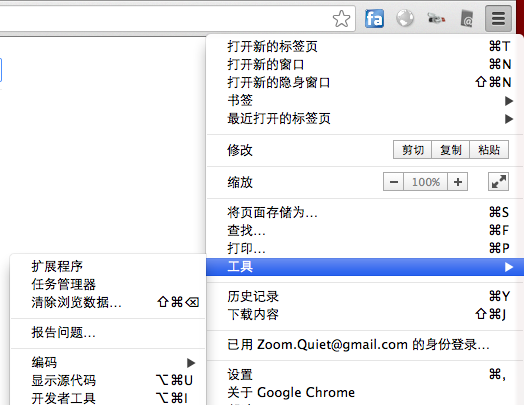 打开新的标签页 ⌘T
打开新的窗口 ⌘N
打开新的隐身窗口 ⇧⌘N
书签 ▶
最近打开的标签页 ▶
修改 剪切 复制 粘贴
缩放 − 100% +
将页面存储为... ⌘S
查找... ⌘F
打印... ⌘P
工具 ▶
历史记录 ⌘Y
下载内容 ⇧⌘J
已用 Zoom.Quiet@gmail.com 的身份登录...
设置 ⌘,
关于 Google Chrome
扩展程序
任务管理器
清除浏览数据... ⇧⌘⌫
报告问题...
编码 ▶
显示源代码 ⌥⌘U
开发者工具 ⌥⌘I